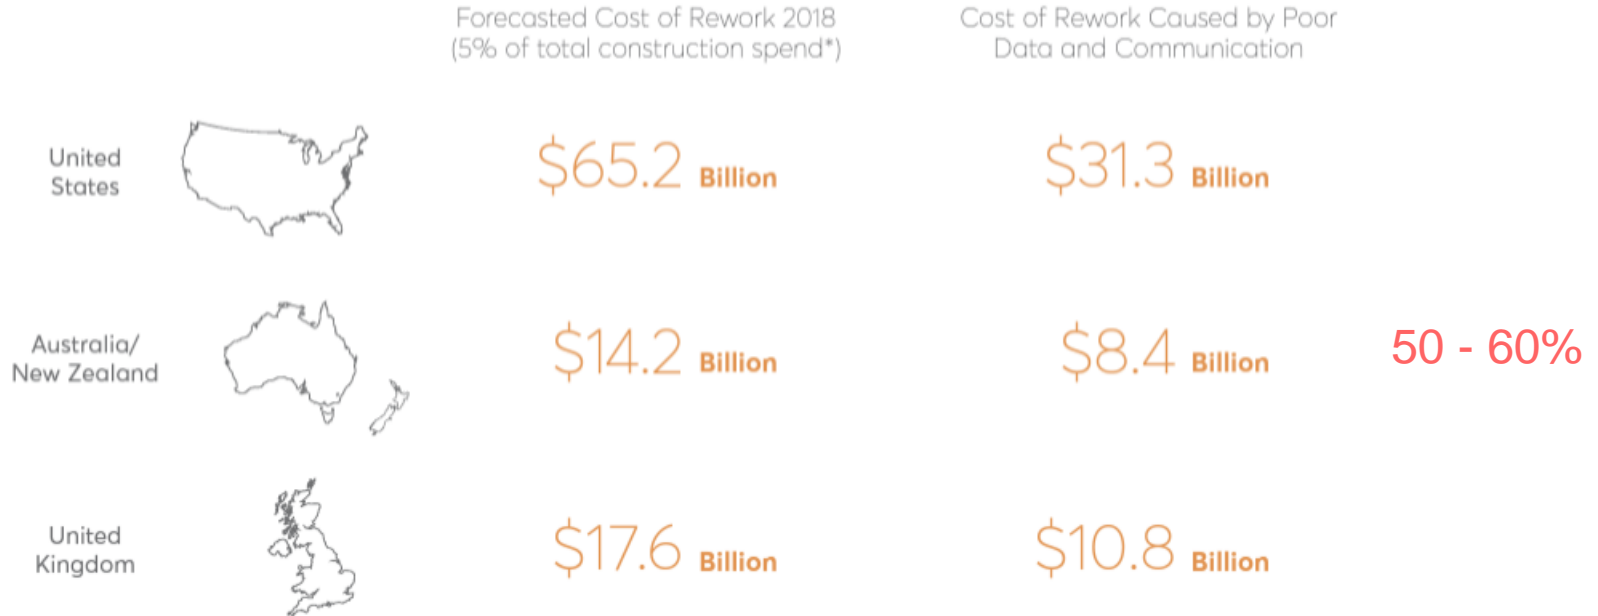 Forecasted Cost of Rework 2018
(5% of total construction spend*)
Cost of Rework Caused by Poor
Data and Communication
United
States
$65.2 Billion
$31.3 Billion
Australia/
New Zealand
$14.2 Billion
$8.4 Billion
50 - 60%
United
Kingdom
$17.6 Billion
$10.8 Billion